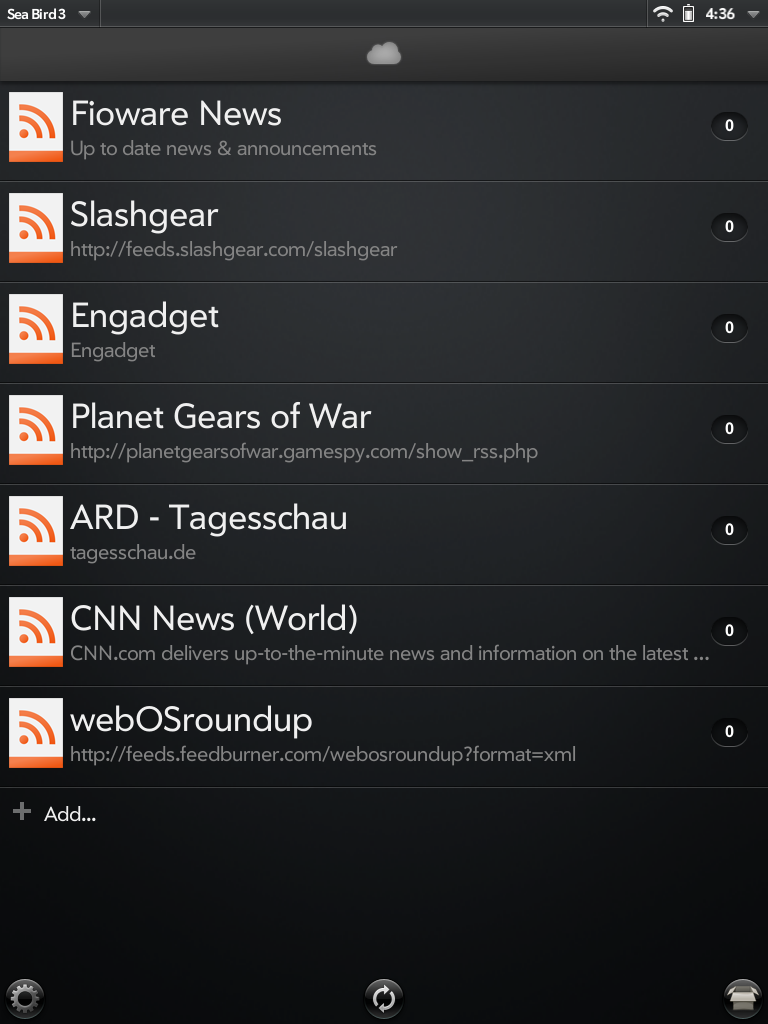 Sea Bird 3
4:36
Fioware News
0
Up to date news & announcements
Slashgear
0
http://feeds.slashgear.com/slashgear
Engadget
0
Engadget
Planet Gears of War
0
http://planetgearsofwar.gamespy.com/show_rss.php
ARD - Tagesschau
0
tagesschau.de
CNN News (World)
0
CNN.com delivers up-to-the-minute news and information on the latest ...
webOSroundup
0
http://feeds.feedburner.com/webosroundup?format=xml
Add...